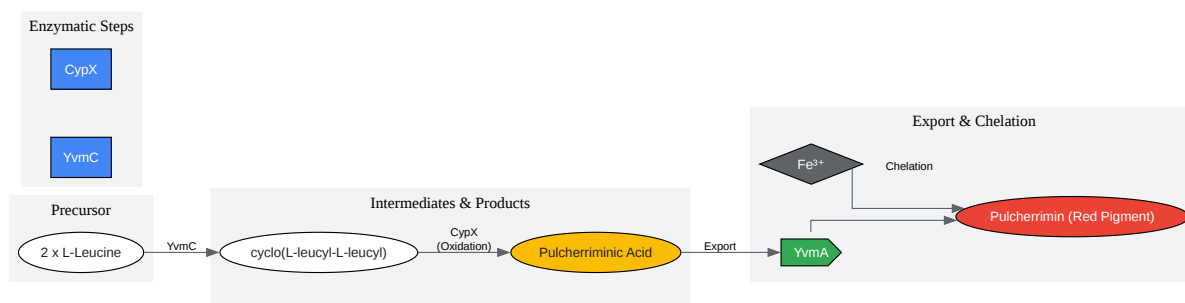 Enzymatic Steps
CypX
YvmC
Precursor
2 x L-Leucine
YvmC
Intermediates & Products
cyclo(L-leucyl-L-leucyl)
CypX
(Oxidation)
Pulcherriminic Acid
Export
Export & Chelation
Fe³⁺
Chelation
YvmA
Pulcherrimin (Red Pigment)